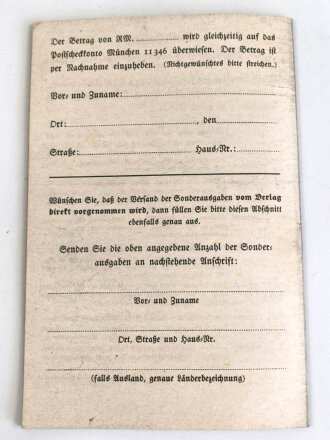 Der Betrag von RM. .................... wird gleichzeitig auf das
Postscheckkonto München 11346 überwiesen. Der Betrag ist
per Nachnahme einzuheben. (Nichtgewünschtes bitte streichen.)
Vor- und Zuname:
Ort: , den
Straße: Haus-Nr.:
Wünschen Sie, daß der Versand der Sonderausgaben vom Verlag
direkt vorgenommen wird, dann füllen Sie bitte diesen Abschnitt
ebenfalls genau aus.
Senden Sie die oben angegebene Anzahl der Sonder-
ausgaben an nachstehende Anschrift:
Vor- und Zuname
Ort, Straße und Haus-Nr.
(falls Ausland, genaue Länderbezeichnung)